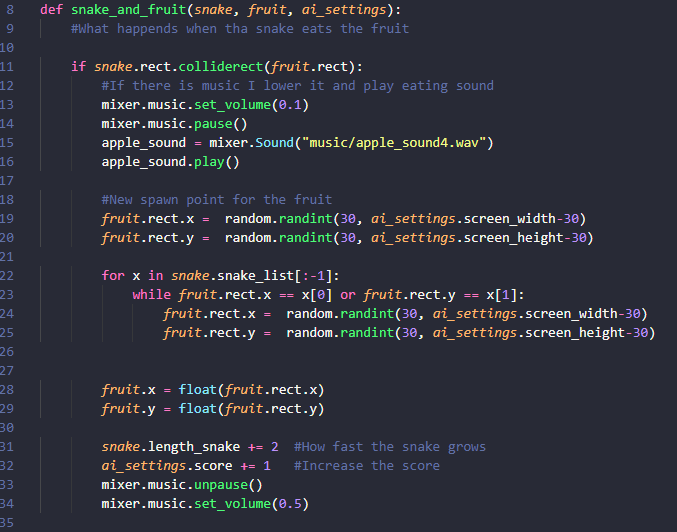 8 def snake_and_fruit(snake, fruit, ai_settings):
9 #What happends when tha snake eats the fruit
10
11 if snake.rect.colliderect(fruit.rect):
12 #If there is music I lower it and play eating sound
13 mixer.music.set_volume(0.1)
14 mixer.music.pause()
15 apple_sound = mixer.Sound("music/apple_sound4.wav")
16 apple_sound.play()
17
18 #New spawn point for the fruit
19 fruit.rect.x =  random.randint(30, ai_settings.screen_width-30)
20 fruit.rect.y =  random.randint(30, ai_settings.screen_height-30)
21
22 for x in snake.snake_list[:-1]:
23 while fruit.rect.x == x[0] or fruit.rect.y == x[1]:
24 fruit.rect.x =  random.randint(30, ai_settings.screen_width-30)
25 fruit.rect.y =  random.randint(30, ai_settings.screen_height-30)
26
27
28 fruit.x = float(fruit.rect.x)
29 fruit.y = float(fruit.rect.y)
30
31 snake.length_snake += 2  #How fast the snake grows
32 ai_settings.score += 1   #Increase the score
33 mixer.music.unpause()
34 mixer.music.set_volume(0.5)
35